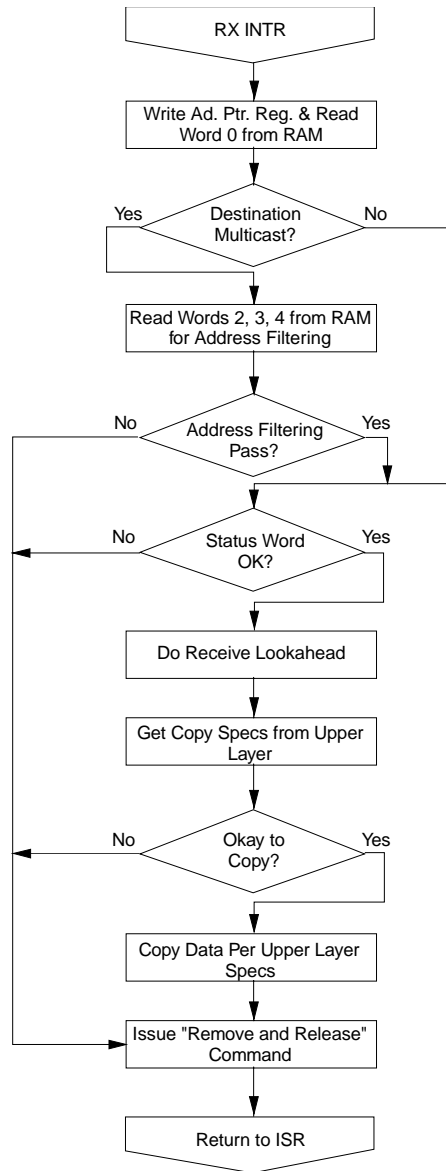 RX INTR
Write Ad. Ptr. Reg. & Read
Word 0 from RAM
Yes
Destination
Multicast?
No
Read Words 2, 3, 4 from RAM
for Address Filtering
No
Address Filtering
Pass?
Yes
No
Status Word
OK?
Yes
Do Receive Lookahead
Get Copy Specs from Upper
Layer
No
Okay to
Copy?
Yes
Copy Data Per Upper Layer
Specs
Issue "Remove and Release"
Command
Return to ISR